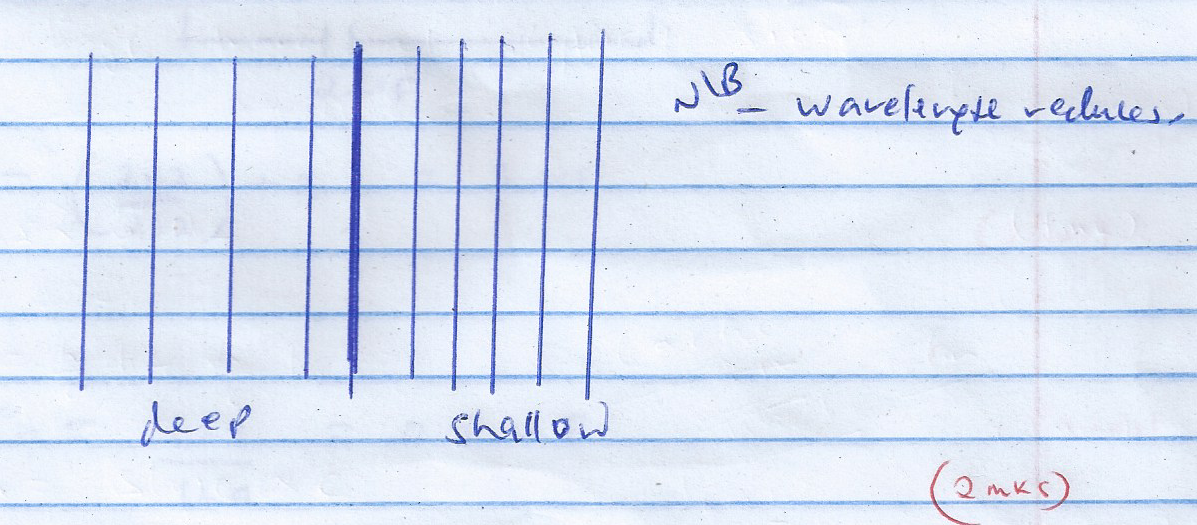 N\B - wavelength reduces.
deep shallow
(2 mks)